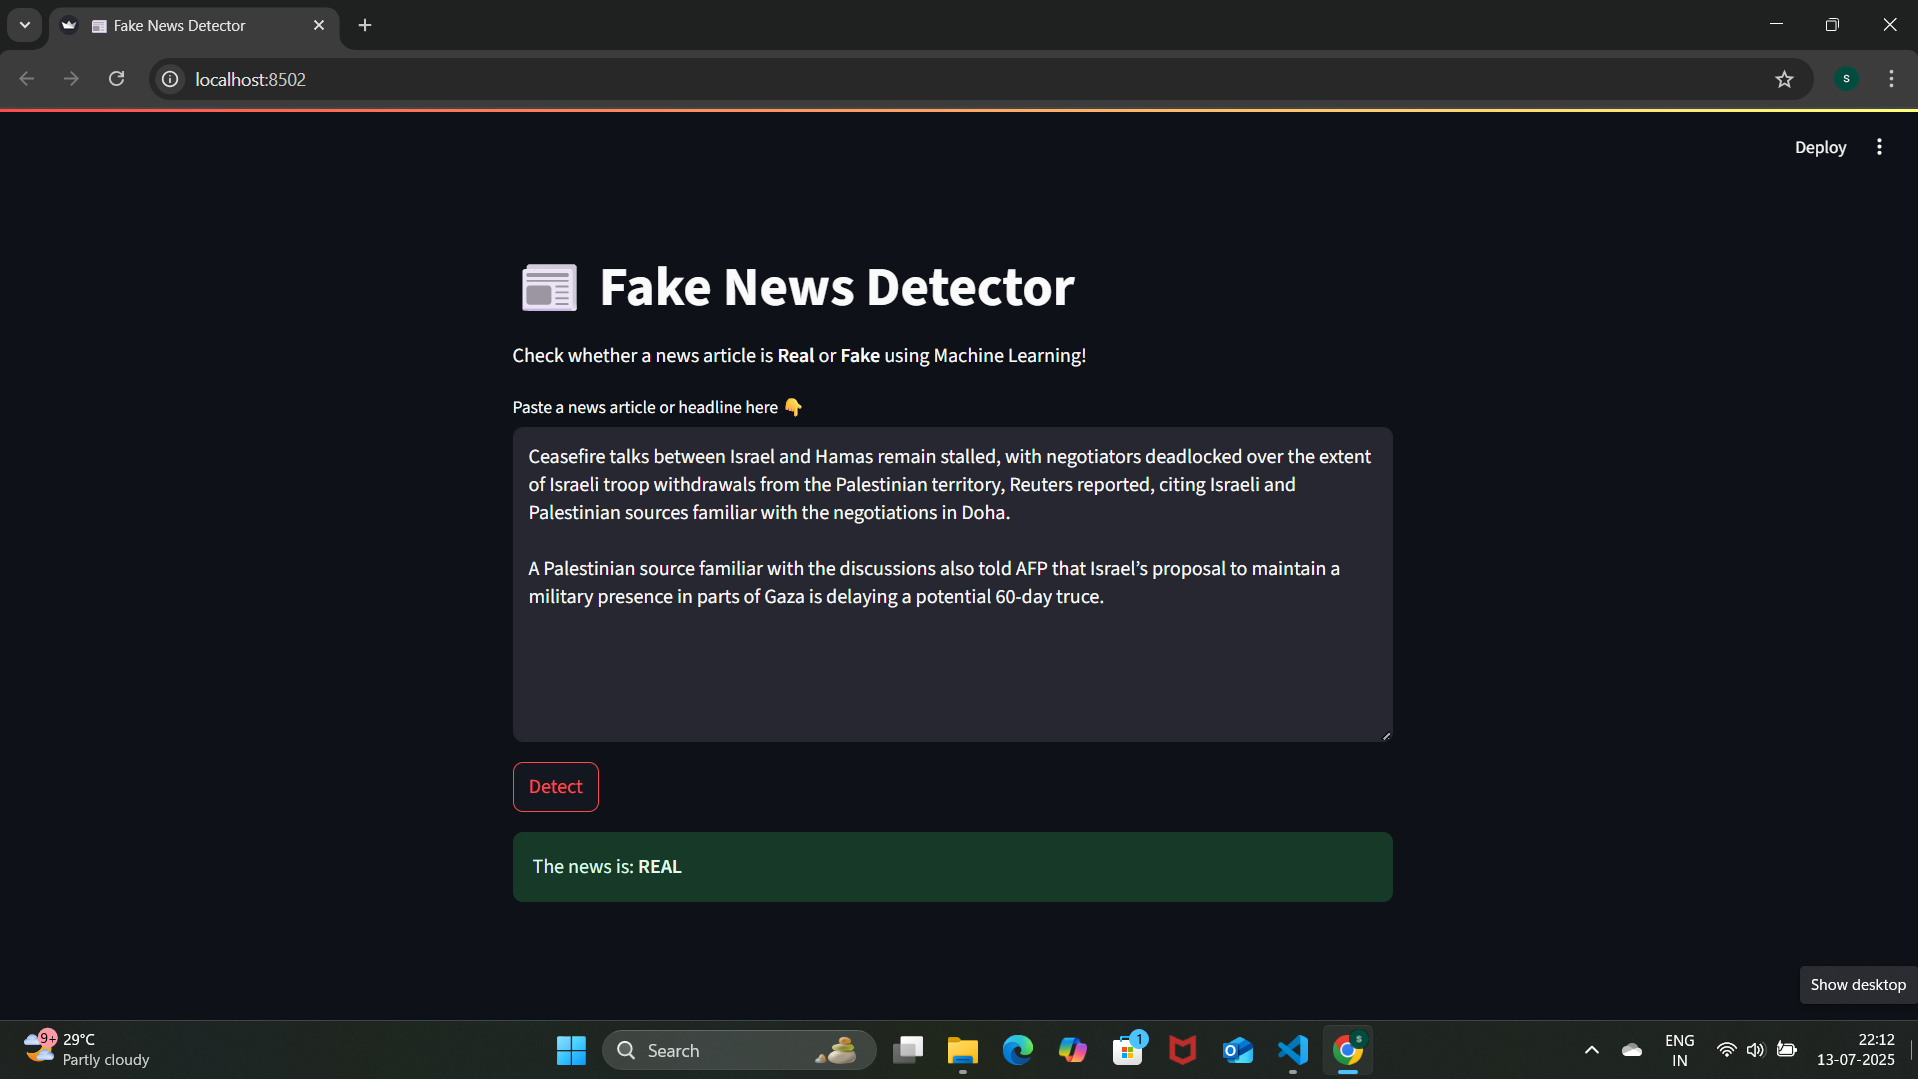 Fake News Detector
localhost:8502
S
Deploy
Fake News Detector
Check whether a news article is Real or Fake using Machine Learning!
Paste a news article or headline here 👇
Ceasefire talks between Israel and Hamas remain stalled, with negotiators deadlocked over the extent
of Israeli troop withdrawals from the Palestinian territory, Reuters reported, citing Israeli and
Palestinian sources familiar with the negotiations in Doha.
A Palestinian source familiar with the discussions also told AFP that Israel’s proposal to maintain a
military presence in parts of Gaza is delaying a potential 60-day truce.
Detect
The news is: REAL
Show desktop
9+
29°C
Partly cloudy
Search
1
S
ENG
IN
22:12
13-07-2025